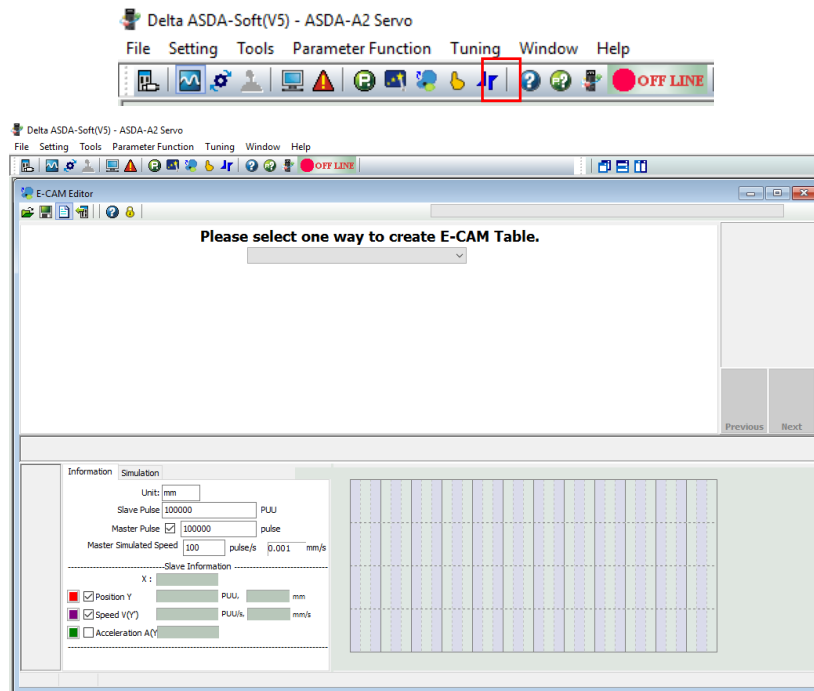 Delta ASDA-Soft(V5) - ASDA-A2 Servo
File Setting Tools Parameter Function Tuning Window Help
OFF LINE
Delta ASDA-Soft(V5) - ASDA-A2 Servo
File Setting Tools Parameter Function Tuning Window Help
OFF LINE
E-CAM Editor
Please select one way to create E-CAM Table.
Previous Next
Information Simulation
Unit: mm
Slave Pulse 100000 PUU
Master Pulse 100000 pulse
Master Simulated Speed 100 pulse/s 0.001 mm/s
Slave Information
X :
Position Y PUU, mm
Speed V(Y') PUU/s, mm/s
Acceleration A(Y